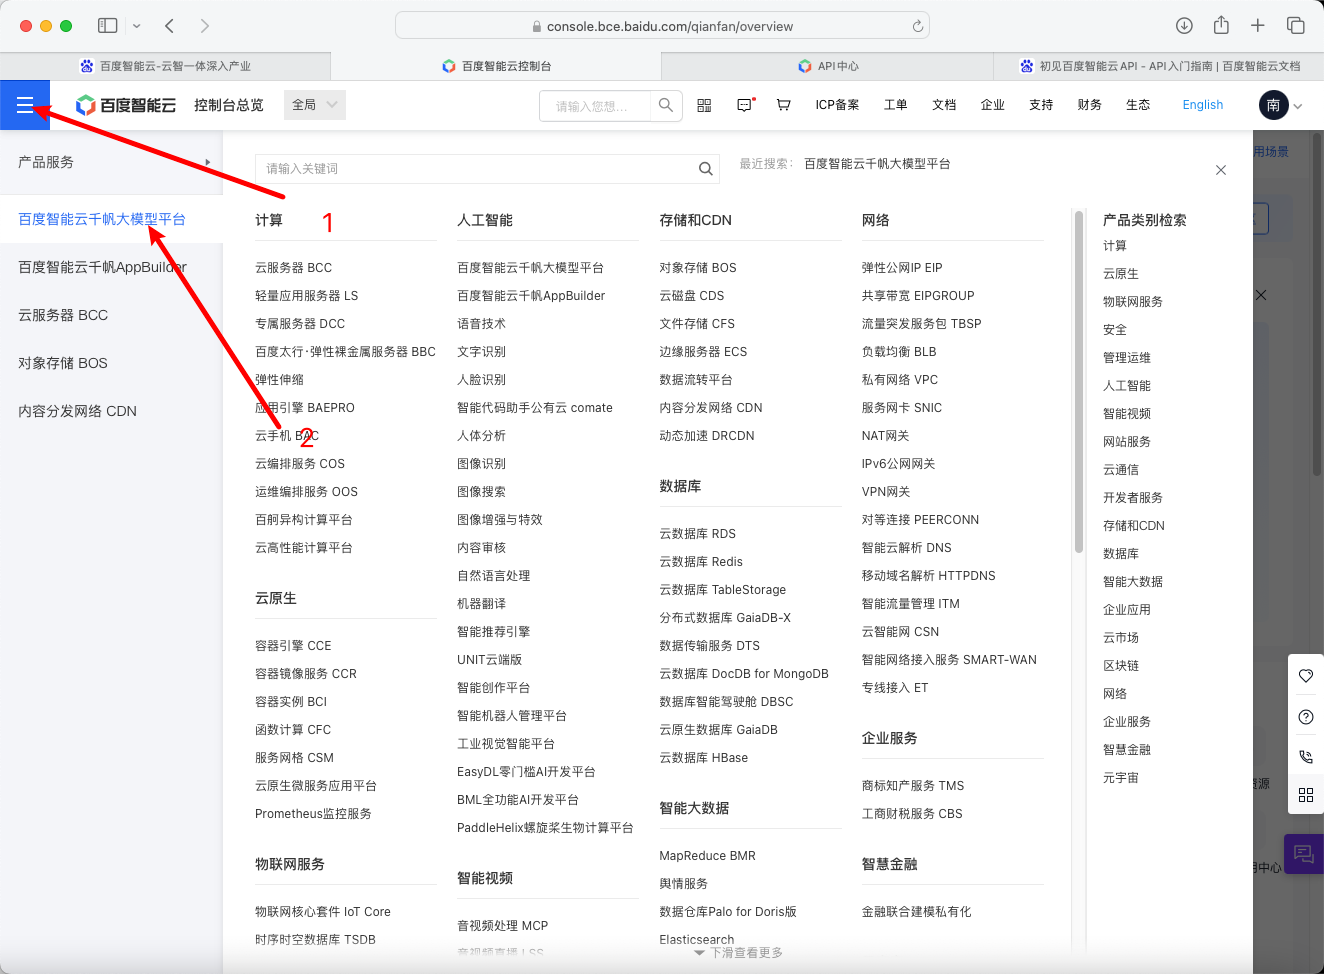 console.bce.baidu.com/qianfan/overview
百度智能云-云智一体深入产业
百度智能云控制台
API中心
初见百度智能云API - API入门指南 | 百度智能云文档
百度智能云
控制台总览
全局
请输入您想...
ICP备案
工单
文档
企业
支持
财务
生态
English
南
产品服务
百度智能云千帆大模型平台
百度智能云千帆AppBuilder
云服务器 BCC
对象存储 BOS
内容分发网络 CDN
请输入关键词
最近搜索：
百度智能云千帆大模型平台
用场景
1
2
计算
云服务器 BCC
轻量应用服务器 LS
专属服务器 DCC
百度太行·弹性裸金属服务器 BBC
弹性伸缩
应用引擎 BAEPRO
云手机 BAC
云编排服务 COS
运维编排服务 OOS
百舸异构计算平台
云高性能计算平台
云原生
容器引擎 CCE
容器镜像服务 CCR
容器实例 BCI
函数计算 CFC
服务网格 CSM
云原生微服务应用平台
Prometheus监控服务
物联网服务
物联网核心套件 IoT Core
时序时空数据库 TSDB
人工智能
百度智能云千帆大模型平台
百度智能云千帆AppBuilder
语音技术
文字识别
人脸识别
智能代码助手公有云 comate
人体分析
图像识别
图像搜索
图像增强与特效
内容审核
自然语言处理
机器翻译
智能推荐引擎
UNIT云端版
智能创作平台
智能机器人管理平台
工业视觉智能平台
EasyDL零门槛AI开发平台
BML全功能AI开发平台
PaddleHelix螺旋桨生物计算平台
智能视频
音视频处理 MCP
音视频直播 LSS
存储和CDN
对象存储 BOS
云磁盘 CDS
文件存储 CFS
边缘服务器 ECS
数据流转平台
内容分发网络 CDN
动态加速 DRCDN
数据库
云数据库 RDS
云数据库 Redis
云数据库 TableStorage
分布式数据库 GaiaDB-X
数据传输服务 DTS
云数据库 DocDB for MongoDB
数据库智能驾驶舱 DBSC
云原生数据库 GaiaDB
云数据库 HBase
智能大数据
MapReduce BMR
舆情服务
数据仓库Palo for Doris版
Elasticsearch
下滑查看更多
网络
弹性公网IP EIP
共享带宽 EIPGROUP
流量突发服务包 TBSP
负载均衡 BLB
私有网络 VPC
服务网卡 SNIC
NAT网关
IPv6公网网关
VPN网关
对等连接 PEERCONN
智能云解析 DNS
移动域名解析 HTTPDNS
智能流量管理 ITM
云智能网 CSN
智能网络接入服务 SMART-WAN
专线接入 ET
企业服务
商标知产服务 TMS
工商财税服务 CBS
智慧金融
金融联合建模私有化
产品类别检索
计算
云原生
物联网服务
安全
管理运维
人工智能
智能视频
网站服务
云通信
开发者服务
存储和CDN
数据库
智能大数据
企业应用
云市场
区块链
网络
企业服务
智慧金融
元宇宙
资源
用中心